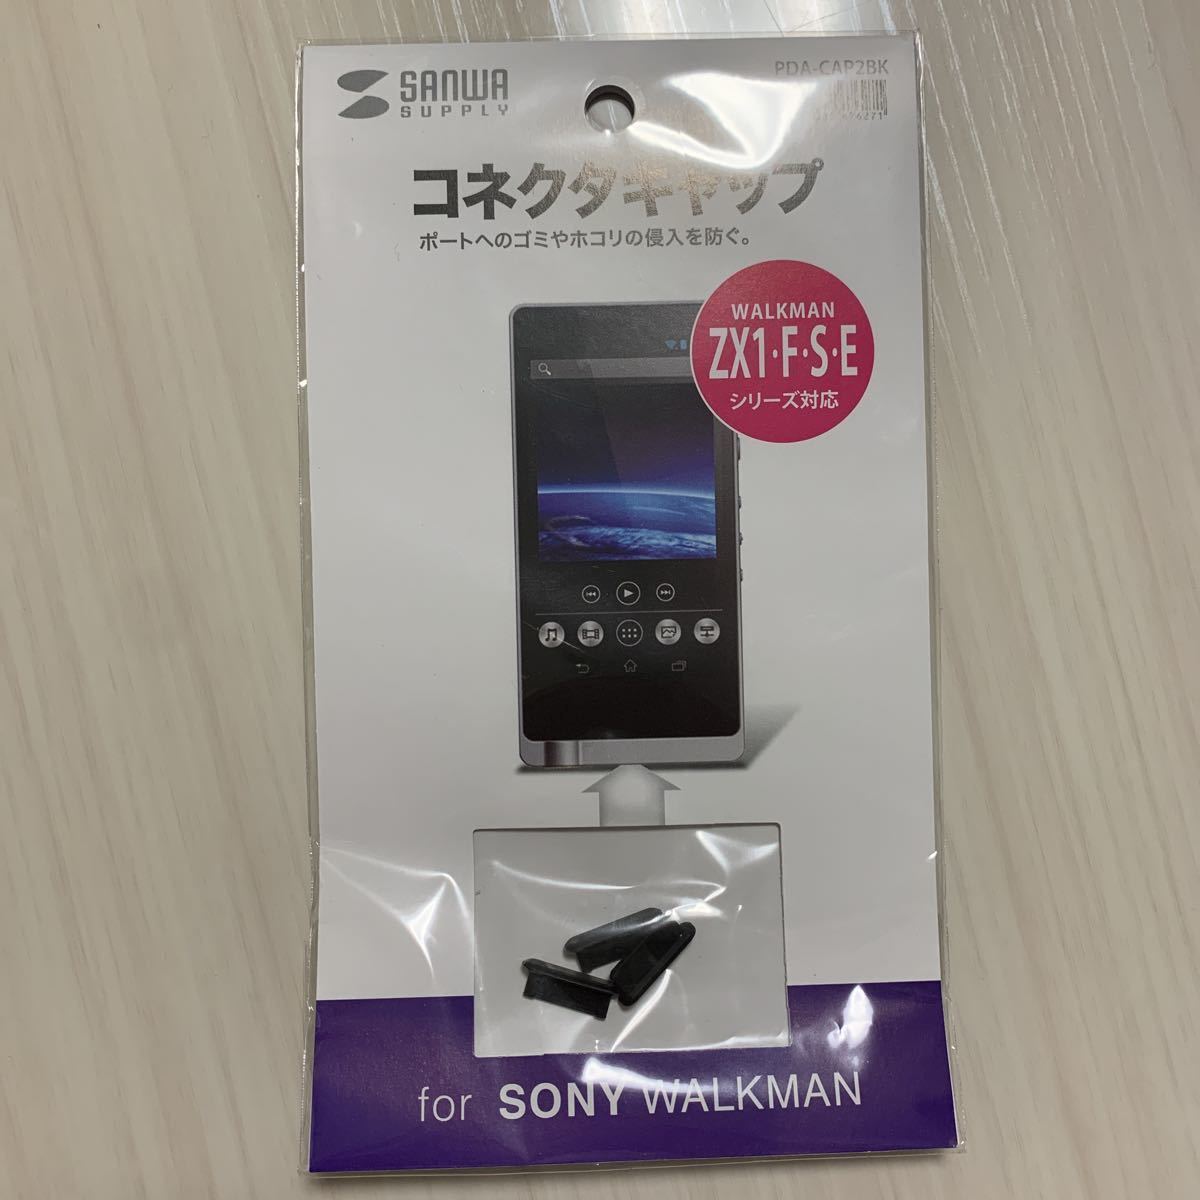 SANWA
SUPPLY
PDA-CAP2BK
コネクタキャップ
ポートへのゴミやホコリの侵入を防ぐ。
WALKMAN
ZX1・F・S・E
シリーズ対応
for SONY WALKMAN